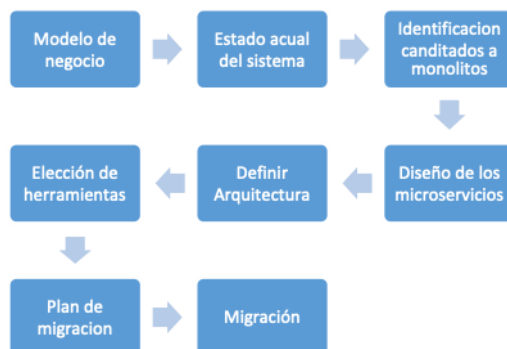 Modelo de
negocio
Estado acual
del sistema
Identificacion
canditados a
monolitos
Diseño de los
microservicios
Definir
Arquitectura
Elección de
herramientas
Plan de
migracion
Migración